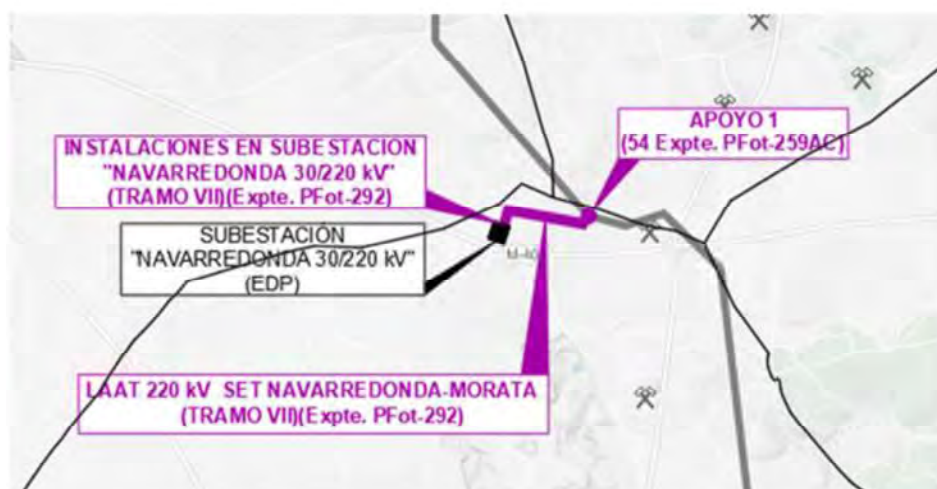 APOYO 1
(54 Expte. PFot-259AC)
INSTALACIONES EN SUBESTACIÓN
"NAVARREDONDA 30/220 kV"
(TRAMO VII)(Expte. PFot-292)
SUBESTACIÓN
"NAVARREDONDA 30/220 kV"
(EDP)
LAAT 220 kV SET NAVARREDONDA-MORATA
(TRAMO VII)(Expte. PFot-292)